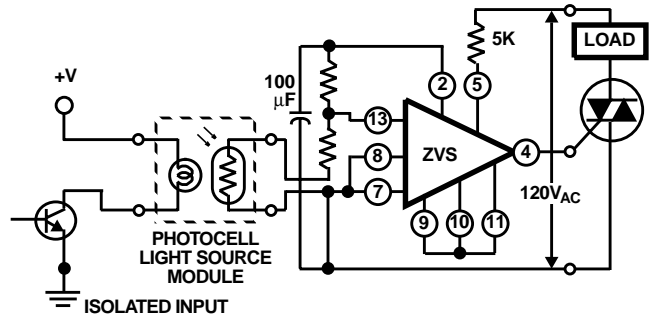 5K
LOAD
+V
100
μF
2
5
13
8
ZVS
4
7
120VAC
9
10
11
PHOTOCELL
LIGHT SOURCE
MODULE
ISOLATED INPUT